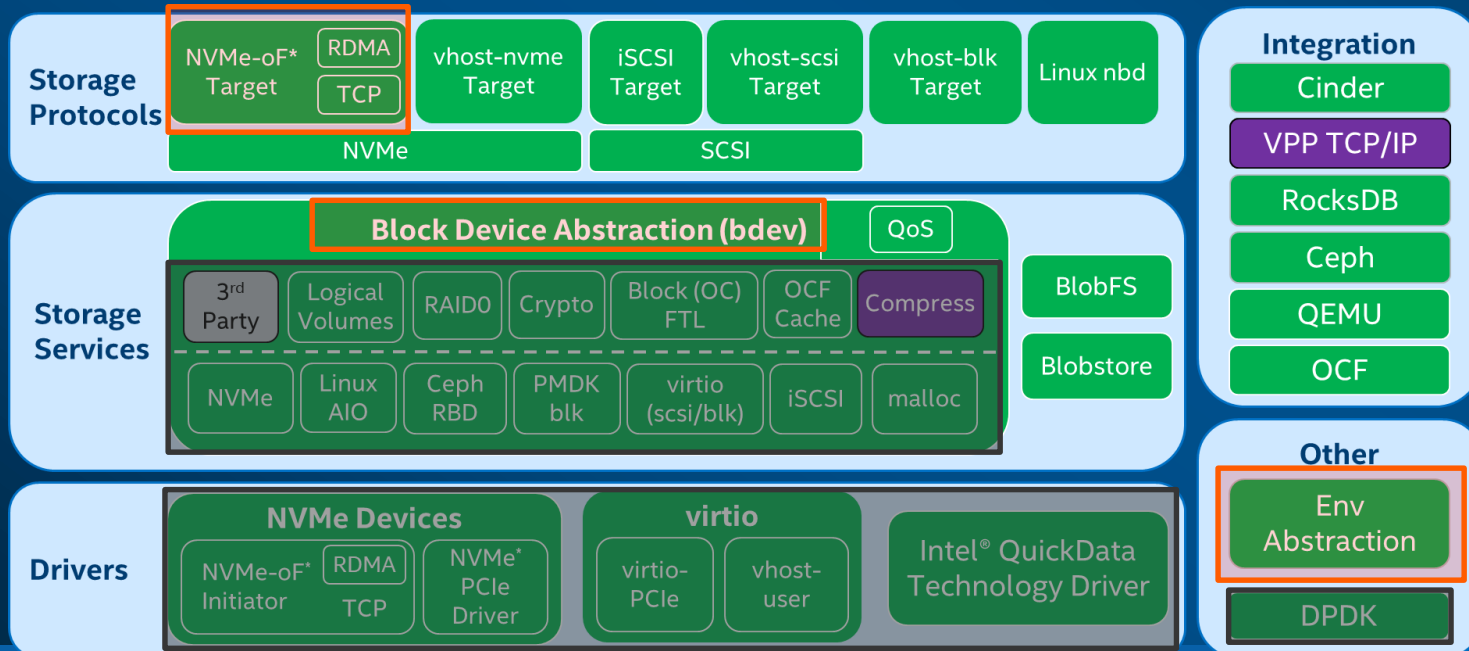 Storage
Protocols
NVMe-oF*
Target
RDMA
TCP
vhost-nvme
Target
iSCSI
Target
vhost-scsi
Target
vhost-blk
Target
Linux nbd
NVMe
SCSI
Storage
Services
Block Device Abstraction (bdev)
QoS
3rd
Party
Logical
Volumes
RAID0
Crypto
Block (OC)
FTL
OCF
Cache
Compress
NVMe
Linux
AIO
Ceph
RBD
PMDK
blk
virtio
(scsi/blk)
iSCSI
malloc
BlobFS
Blobstore
Drivers
NVMe Devices
NVMe-oF*
Initiator
RDMA
TCP
NVMe*
PCIe
Driver
virtio
virtio-
PCIe
vhost-
user
Intel® QuickData
Technology Driver
Integration
Cinder
VPP TCP/IP
RocksDB
Ceph
QEMU
OCF
Other
Env
Abstraction
DPDK